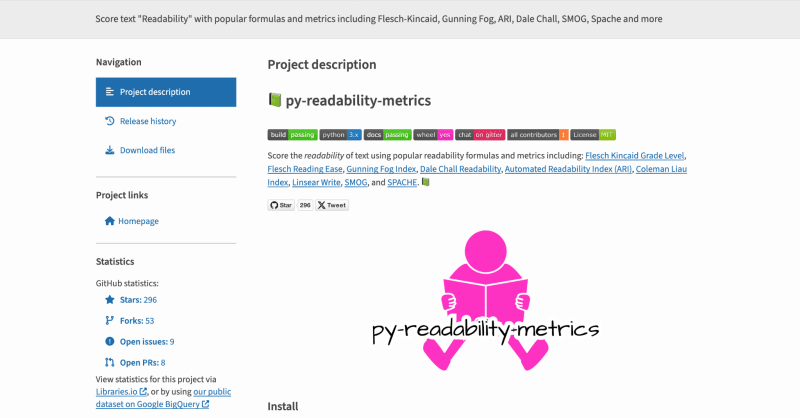 Score text "Readability" with popular formulas and metrics including Flesch-Kincaid, Gunning Fog, ARI, Dale Chall, SMOG, Spache and more
Navigation
Project description
Release history
Download files
Project links
Homepage
Statistics
GitHub statistics:
Stars: 296
Forks: 53
Open issues: 9
Open PRs: 8
View statistics for this project via
Libraries.io, or by using our public
dataset on Google BigQuery
Project description
py-readability-metrics
build passing python 3.x docs passing wheel yes chat on gitter all contributors 1 License MIT
Score the readability of text using popular readability formulas and metrics including: Flesch Kincaid Grade Level,
Flesch Reading Ease, Gunning Fog Index, Dale Chall Readability, Automated Readability Index (ARI), Coleman Liau
Index, Linsear Write, SMOG, and SPACHE.
Star 296 Tweet
py-readability-metrics
Install